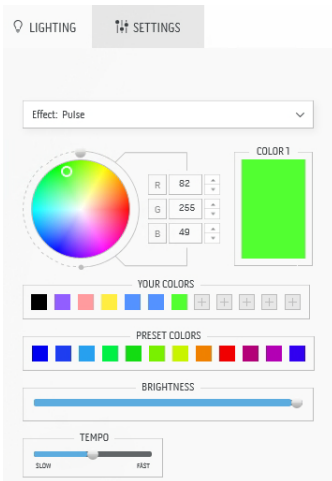 LIGHTING SETTINGS
Effect: Pulse
COLOR 1
R 82
G 255
B 49
YOUR COLORS
PRESET COLORS
BRIGHTNESS
TEMPO
SLOW FAST